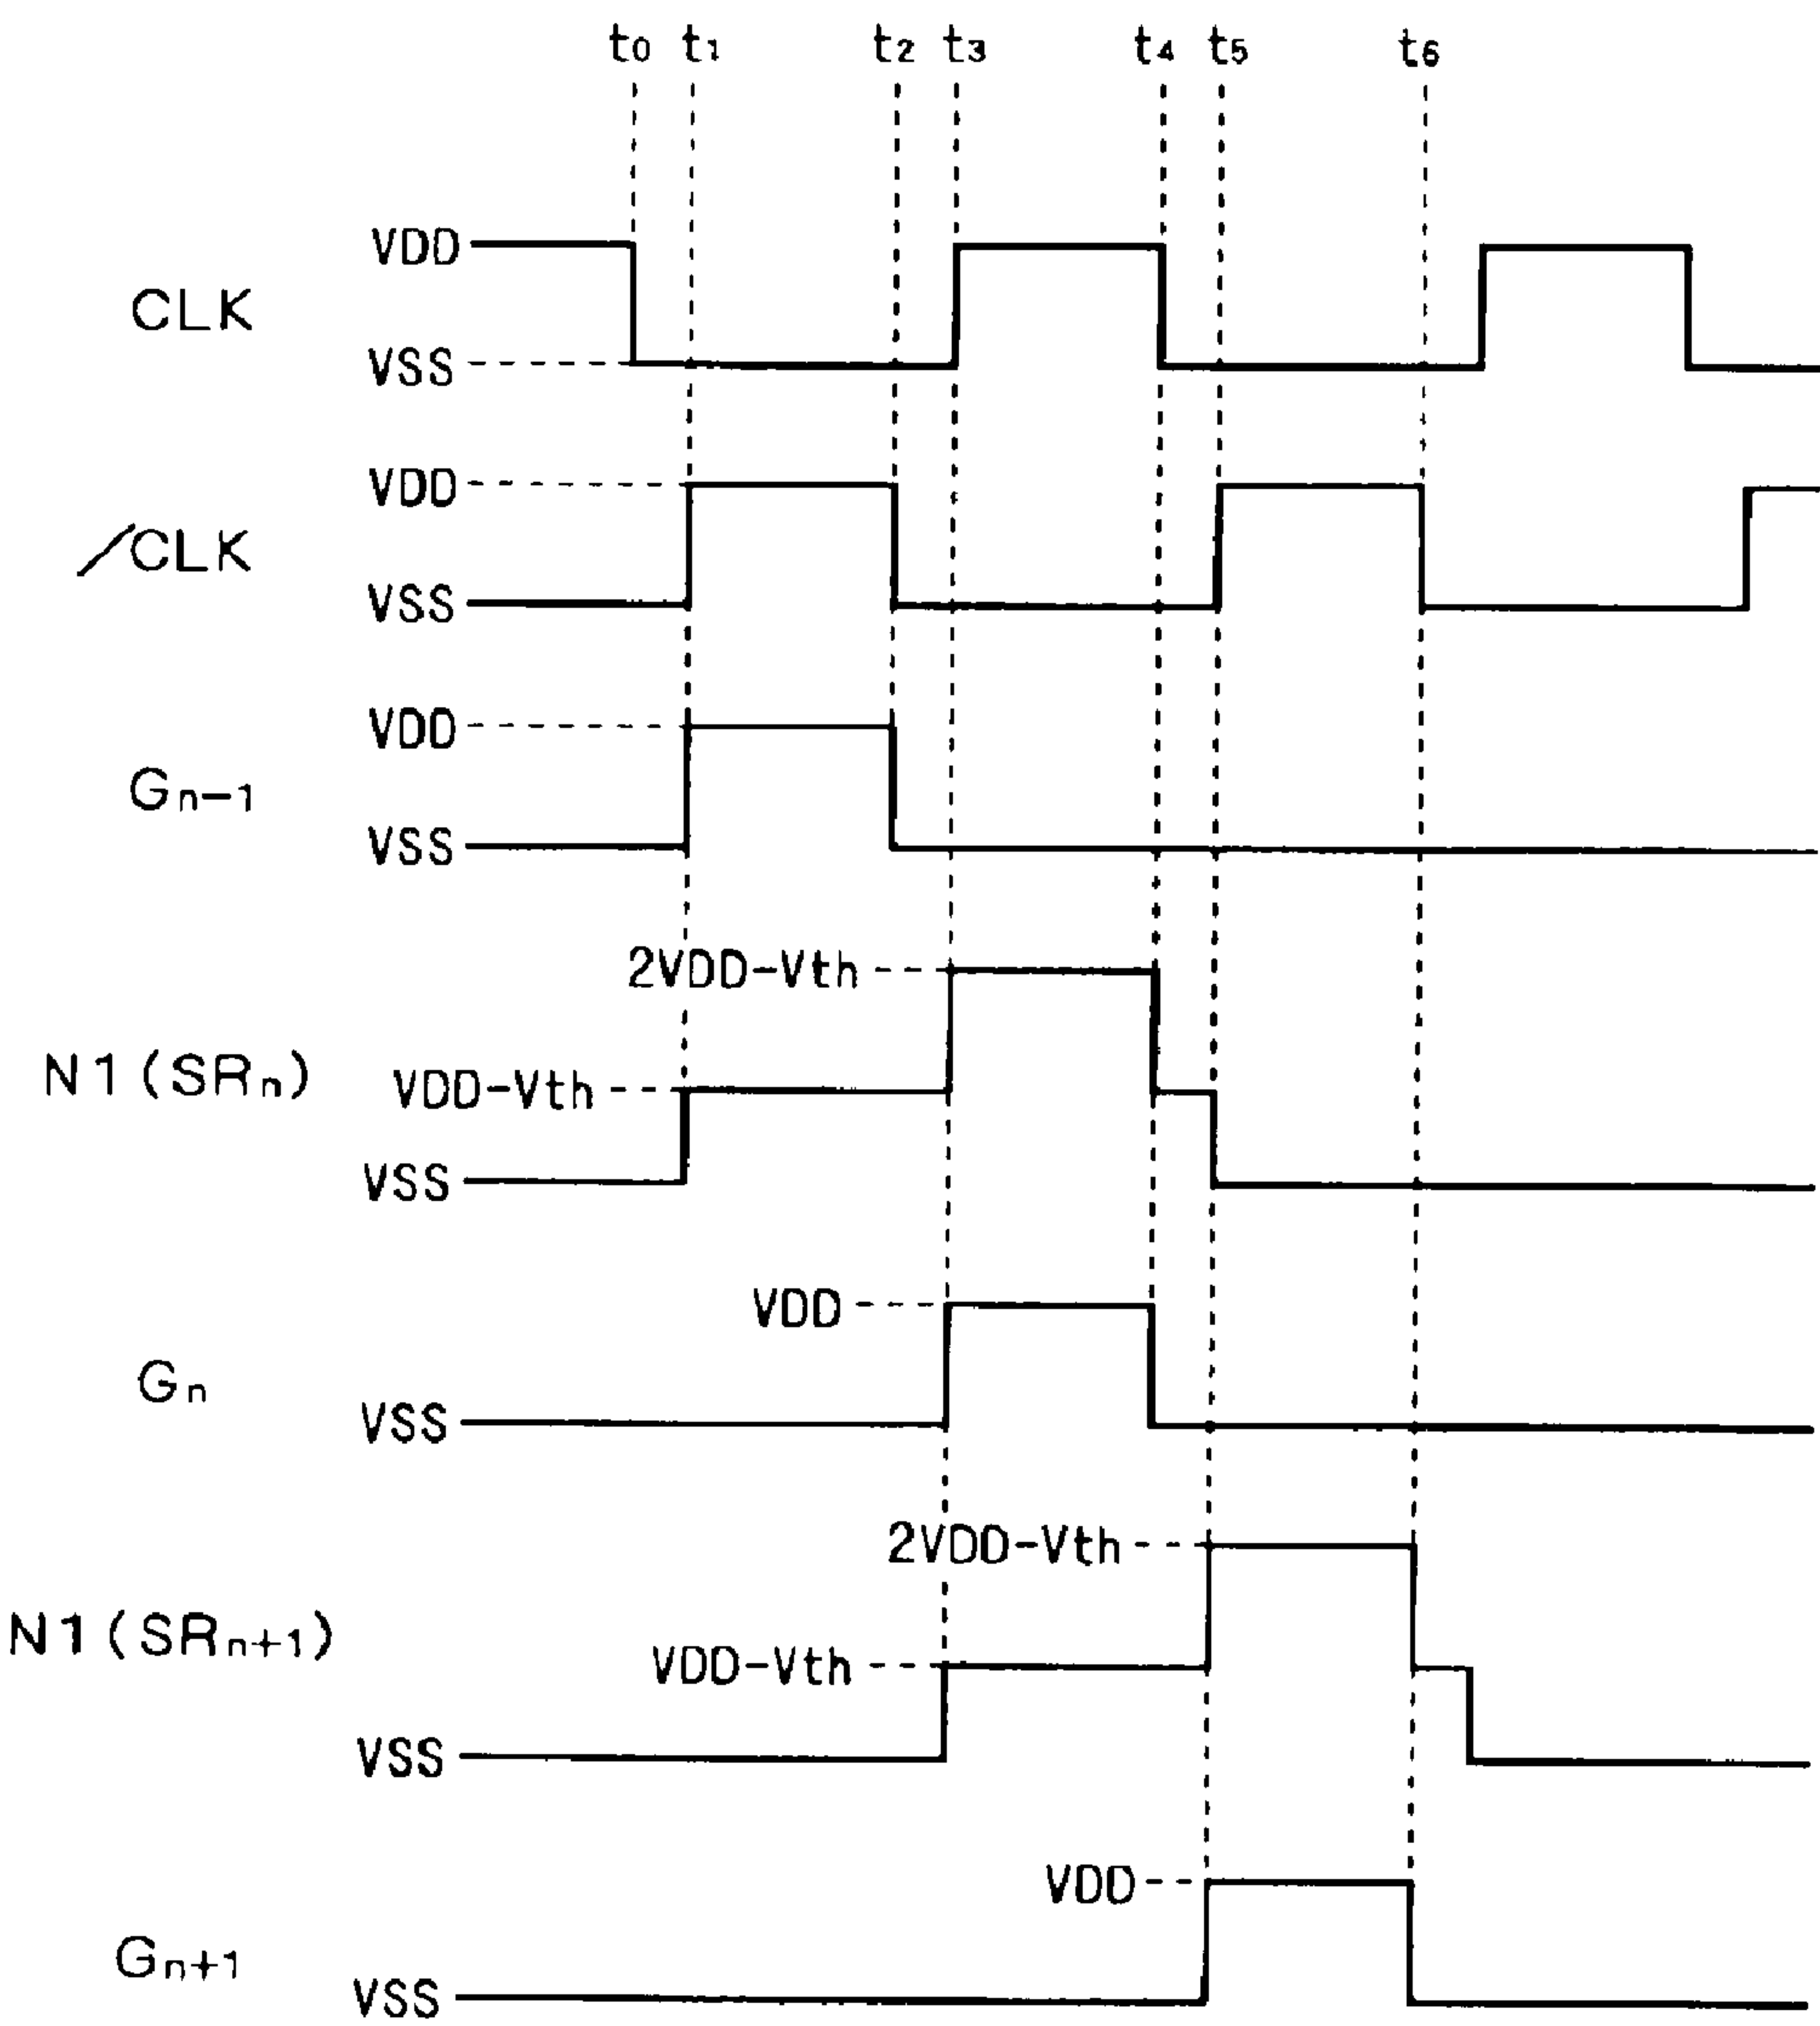 t0 t1 t2 t3 t4 t5 t6
VDD
CLK
VSS
VDD
/CLK
VSS
VDD
Gn-1
VSS
2VDD-Vth
N1(SRn)
VDD-Vth
VSS
VDD
Gn
VSS
2VDD-Vth
N1(SRn+1)
VDD-Vth
VSS
VDD
Gn+1
VSS